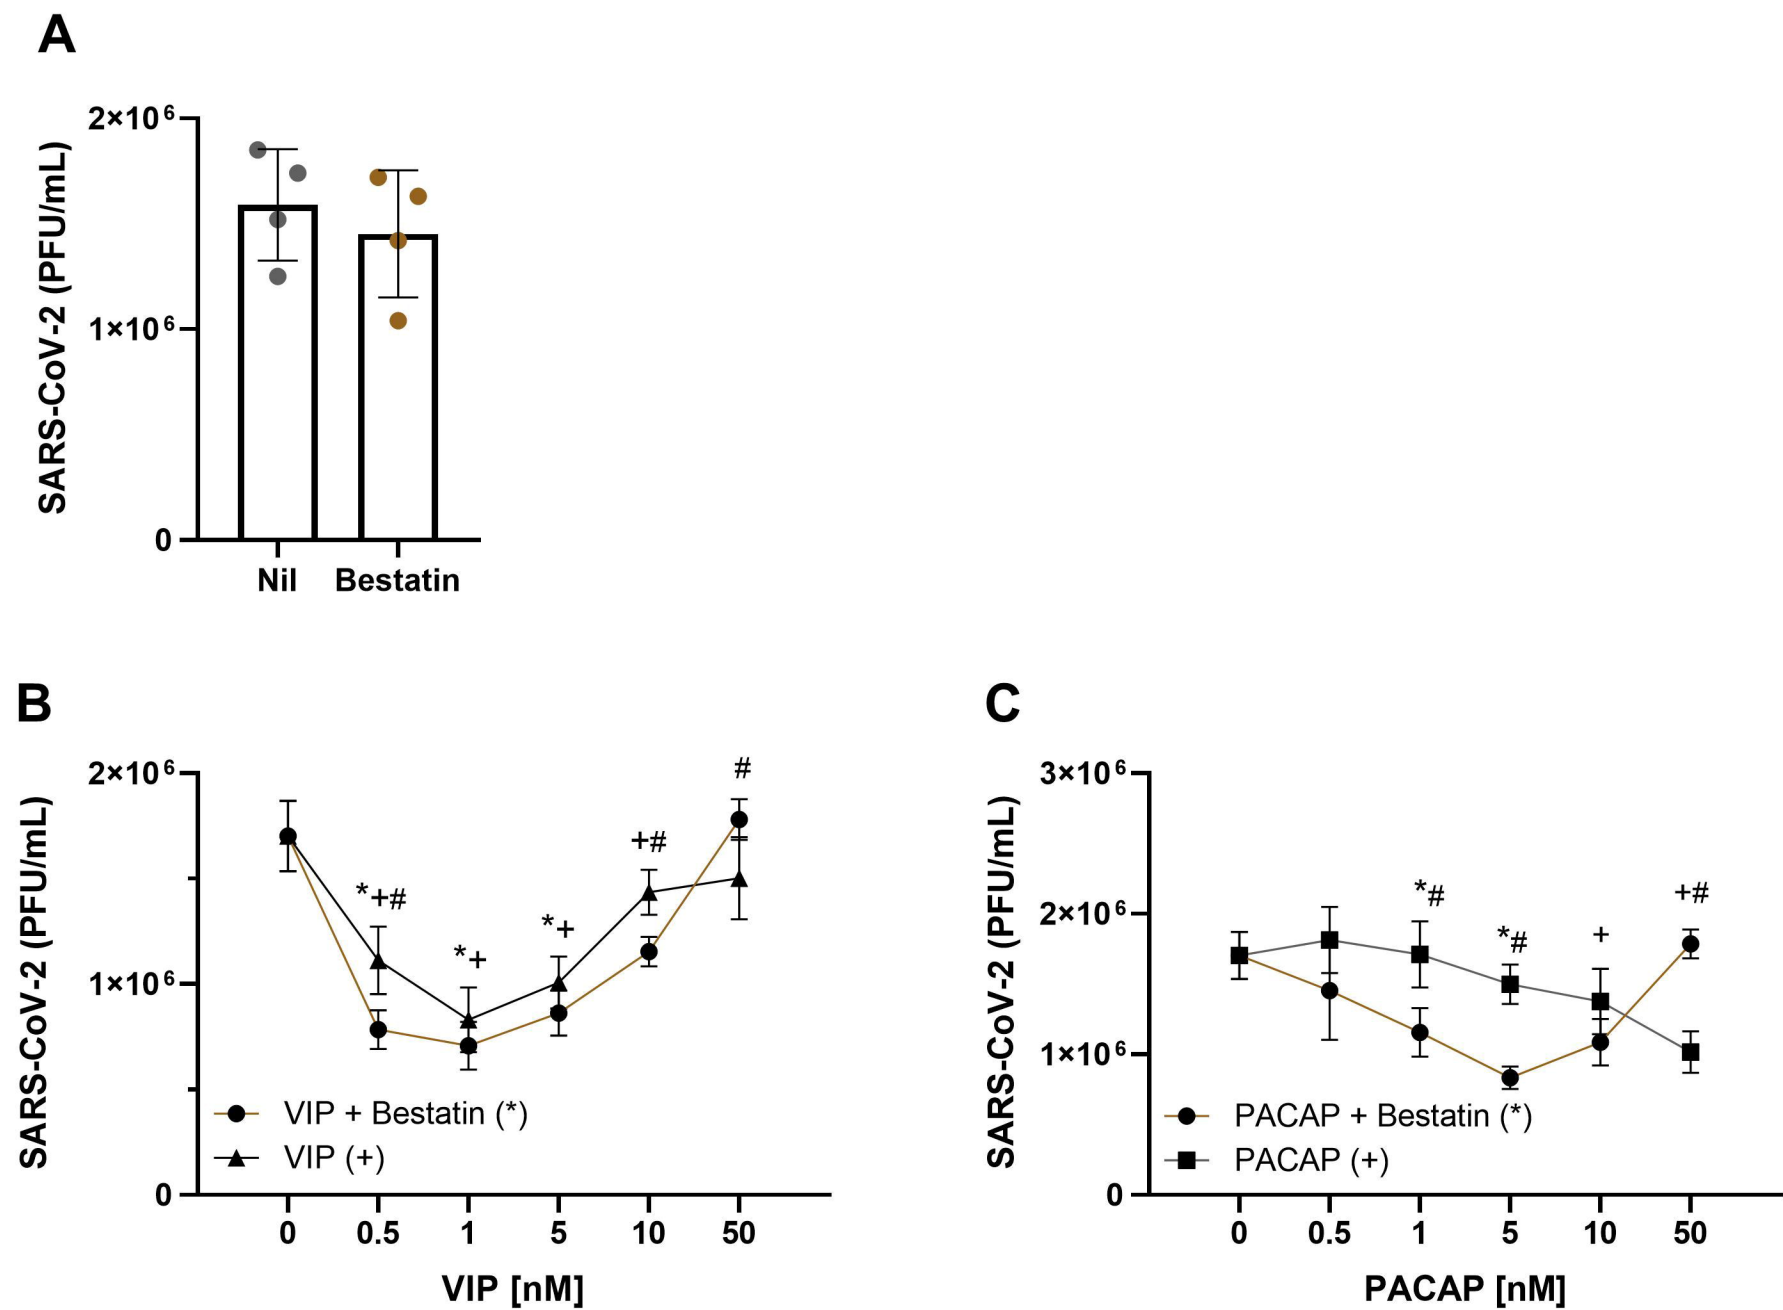 A
SARS-CoV-2 (PFU/mL)
2×10⁶
1×10⁶
0
Nil
Bestatin
B
SARS-CoV-2 (PFU/mL)
2×10⁶
1×10⁶
0
*+#
*+
*+
+#
#
VIP + Bestatin (*)
VIP (+)
0 0.5 1 5 10 50
VIP [nM]
C
SARS-CoV-2 (PFU/mL)
3×10⁶
2×10⁶
1×10⁶
0
*#
*#
+
+#
PACAP + Bestatin (*)
PACAP (+)
0 0.5 1 5 10 50
PACAP [nM]